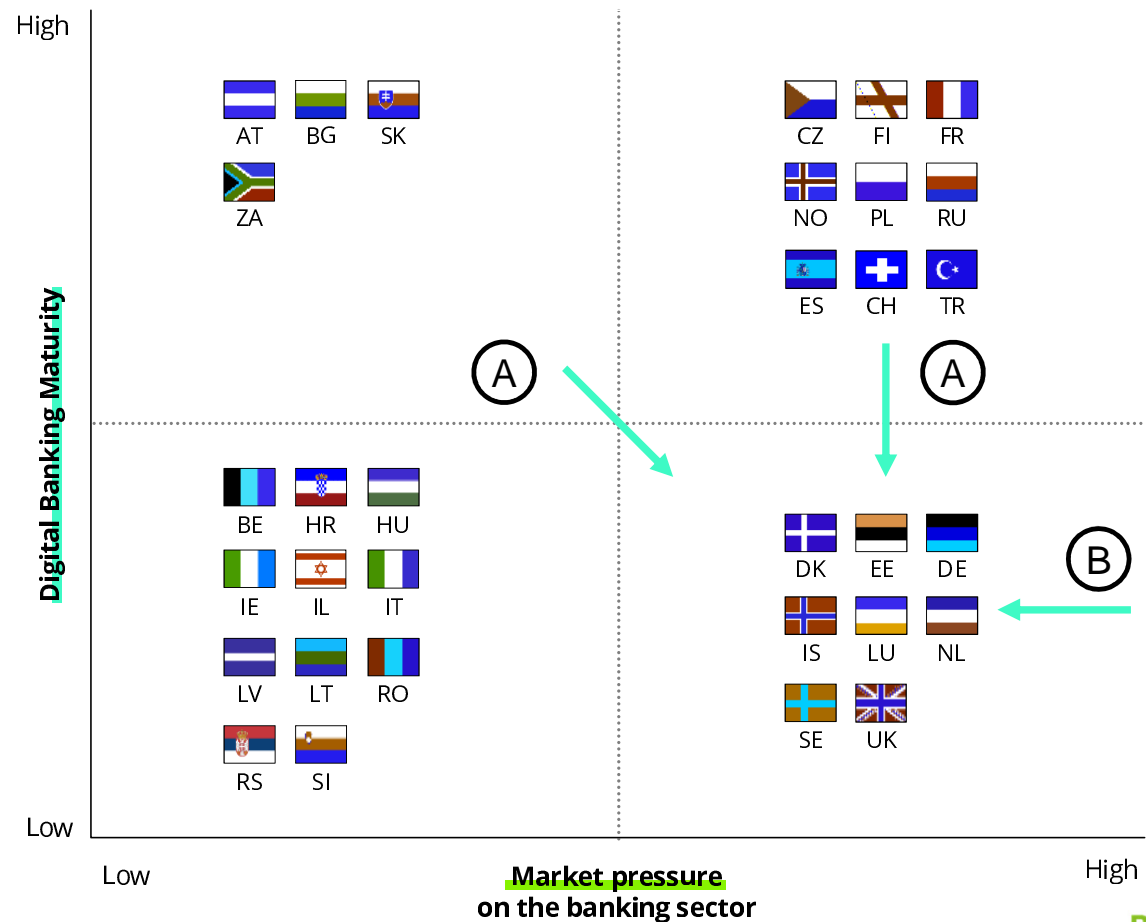 High
AT BG SK
CZ FI FR
ZA
NO PL RU
ES CH TR
A
A
Digital Banking Maturity
BE HR HU
DK EE DE
B
IE IL IT
IS LU NL
LV LT RO
SE UK
RS SI
Low
Low
High
Market pressure
on the banking sector